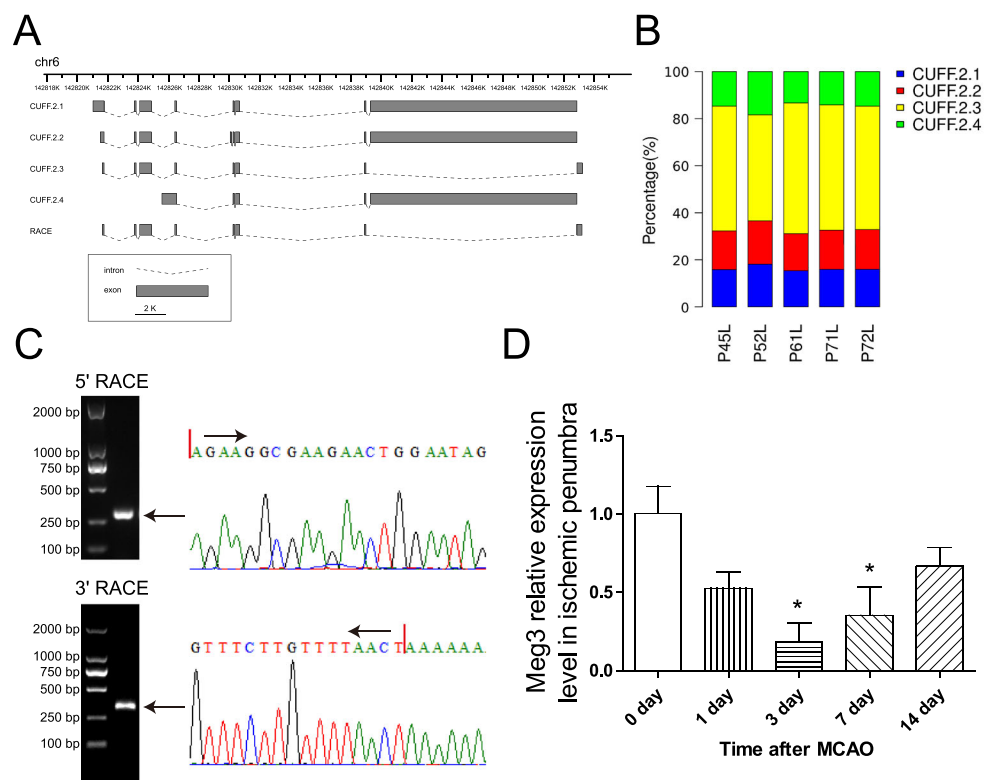 A
chr6
142818K 142820K 142822K 142824K 142826K 142828K 142830K 142832K 142834K 142836K 142838K 142840K 142842K 142844K 142846K 142848K 142850K 142852K 142854K
CUFF.2.1
CUFF.2.2
CUFF.2.3
CUFF.2.4
RACE
intron
exon
2 K
B
Percentage(%)
100
80
60
40
20
0
P45L P52L P61L P71L P72L
CUFF.2.1
CUFF.2.2
CUFF.2.3
CUFF.2.4
C
5' RACE
2000 bp
1000 bp
750 bp
500 bp
250 bp
100 bp
AGAAGGCGAAGAACTGGAATAG
3' RACE
2000 bp
1000 bp
750 bp
500 bp
250 bp
100 bp
GTTTCTTGTTTTAACTAAAAAA
D
Meg3 relative expression
level in ischemic penumbra
1.5
1.0
0.5
0.0
* *
0 day 1 day 3 day 7 day 14 day
Time after MCAO